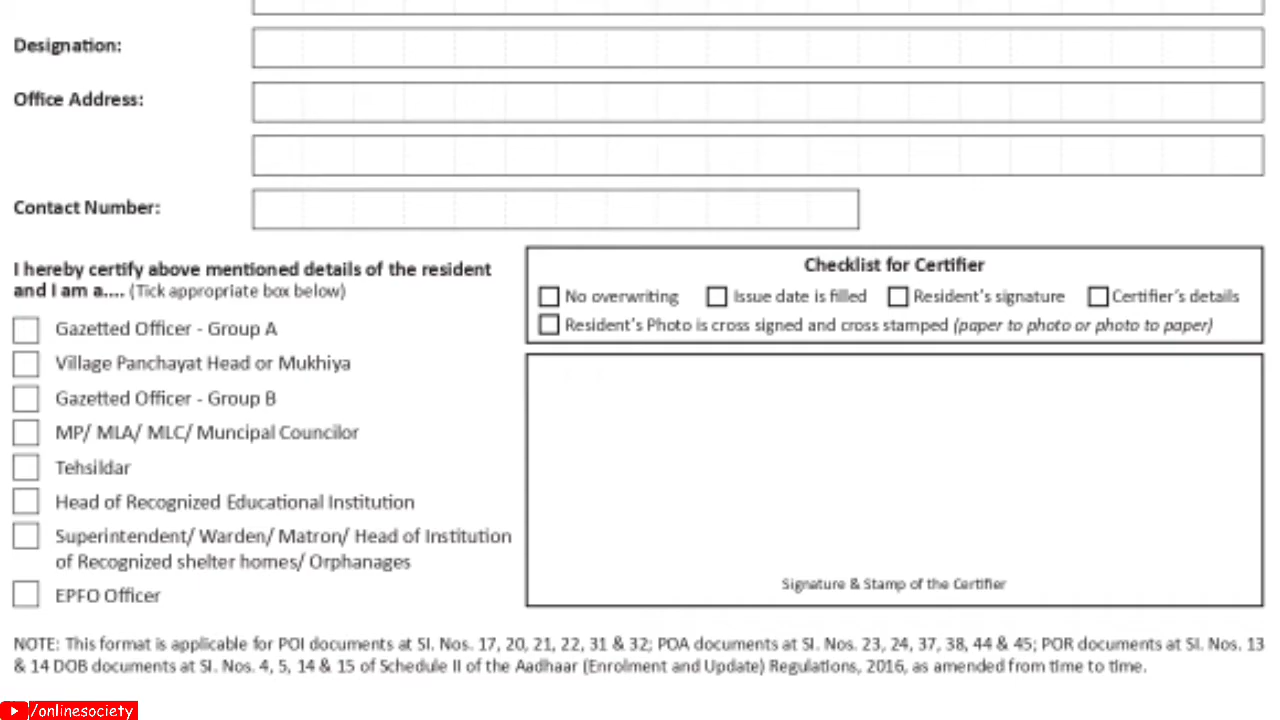 Designation:
Office Address:
Contact Number:
I hereby certify above mentioned details of the resident
and I am a.... (Tick appropriate box below)
Gazetted Officer - Group A
Village Panchayat Head or Mukhiya
Gazetted Officer - Group B
MP/ MLA/ MLC/ Muncipal Councilor
Tehsildar
Head of Recognized Educational Institution
Superintendent/ Warden/ Matron/ Head of Institution
of Recognized shelter homes/ Orphanages
EPFO Officer
Checklist for Certifier
No overwriting Issue date is filled Resident's signature Certifier's details
Resident's Photo is cross signed and cross stamped (paper to photo or photo to paper)
Signature & Stamp of the Certifier
NOTE: This format is applicable for POI documents at SI. Nos. 17, 20, 21, 22, 31 & 32; POA documents at SI. Nos. 23, 24, 37, 38, 44 & 45; POR documents at SI. Nos. 13
& 14 DOB documents at SI. Nos. 4, 5, 14 & 15 of Schedule II of the Aadhaar (Enrolment and Update) Regulations, 2016, as amended from time to time.
/onlinesociety